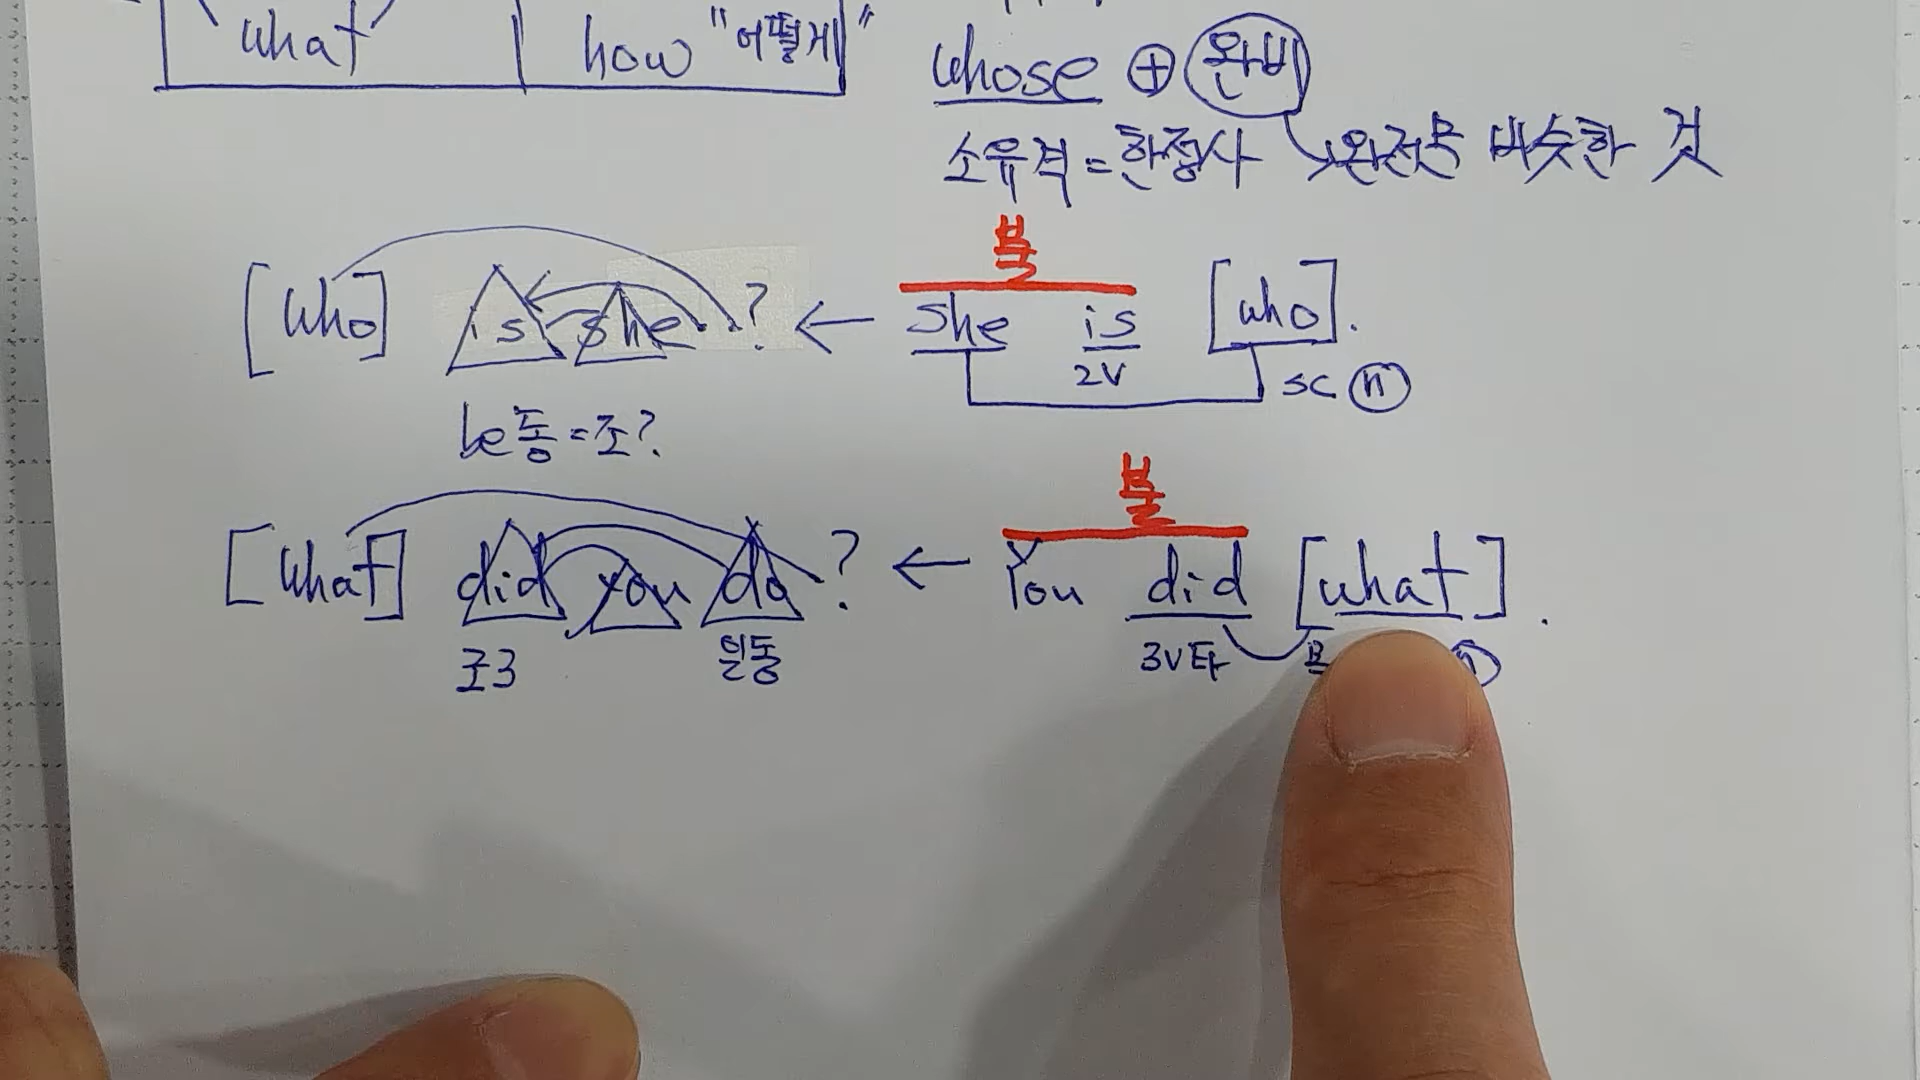 what how "어떻게"
whose ⊕ 완비
소유격 = 한정사 → 완전문 비슷한 것
불
[who] is she ? ← she is [who].
2V sc ⓝ
be동 = 조?
불
[what] did you do ? ← You did [what].
조3 일동 3V타